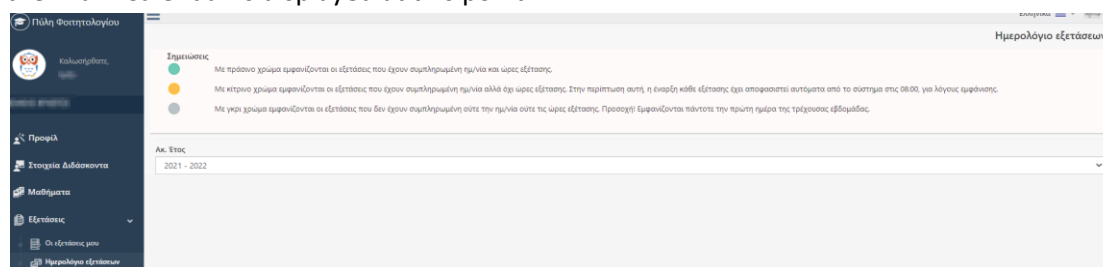 Πύλη Φοιτητολογίου
Ελληνικά
Ημερολόγιο εξετάσεων
Καλωσήρθατε,
Σημειώσεις
Με πράσινο χρώμα εμφανίζονται οι εξετάσεις που έχουν συμπληρωμένη ημ/νία και ώρες εξέτασης.
Με κίτρινο χρώμα εμφανίζονται οι εξετάσεις που έχουν συμπληρωμένη ημ/νία αλλά όχι ώρες εξέτασης. Στην περίπτωση αυτή, η έναρξη κάθε εξέτασης έχει αποφασιστεί αυτόματα από το σύστημα στις 08:00, για λόγους εμφάνισης.
Με γκρι χρώμα εμφανίζονται οι εξετάσεις που δεν έχουν συμπληρωμένη ούτε την ημ/νία ούτε τις ώρες εξέτασης. Προσοχή! Εμφανίζονται πάντοτε την πρώτη ημέρα της τρέχουσας εβδομάδας.
Προφίλ
Στοιχεία Διδάσκοντα
Μαθήματα
Εξετάσεις
Οι εξετάσεις μου
Ημερολόγιο εξετάσεων
Ακ. Έτος
2021 - 2022